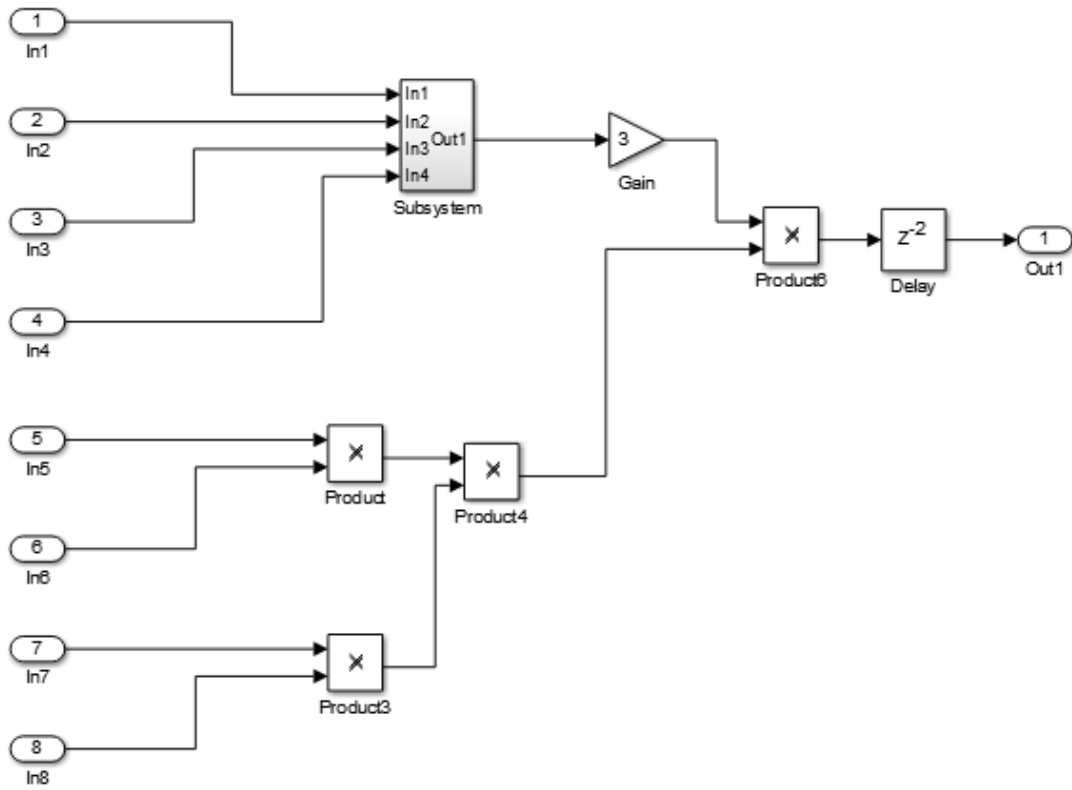 1
In1
2
In2
3
In3
4
In4
In1
In2
In3
In4
Out1
Subsystem
3
Gain
×
Product6
z-2
Delay
1
Out1
5
In5
6
In6
×
Product
×
Product4
7
In7
8
In8
×
Product3